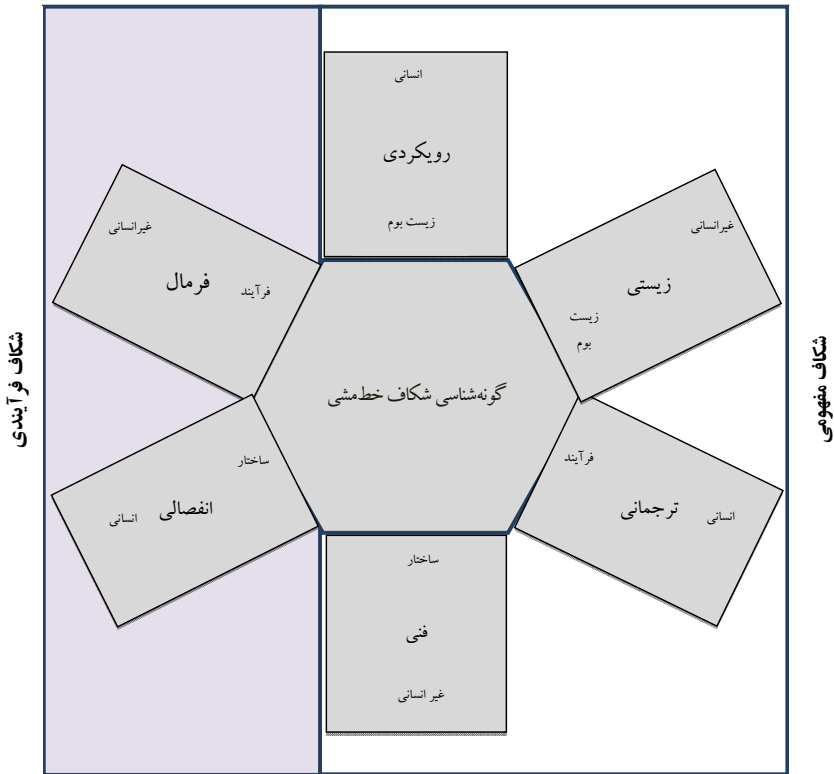 انسانی
رویکردی
زیست بوم
غیرانسانی
زیستی
زیست
بوم
غیرانسانی
فرمال
فرآیند
شکاف مفهومی
گونه‌شناسی شکاف خط‌مشی
شکاف فرآیندی
فرآیند
ترجمانی
انسانی
ساختار
انفصالی
انسانی
ساختار
فنی
غیر انسانی